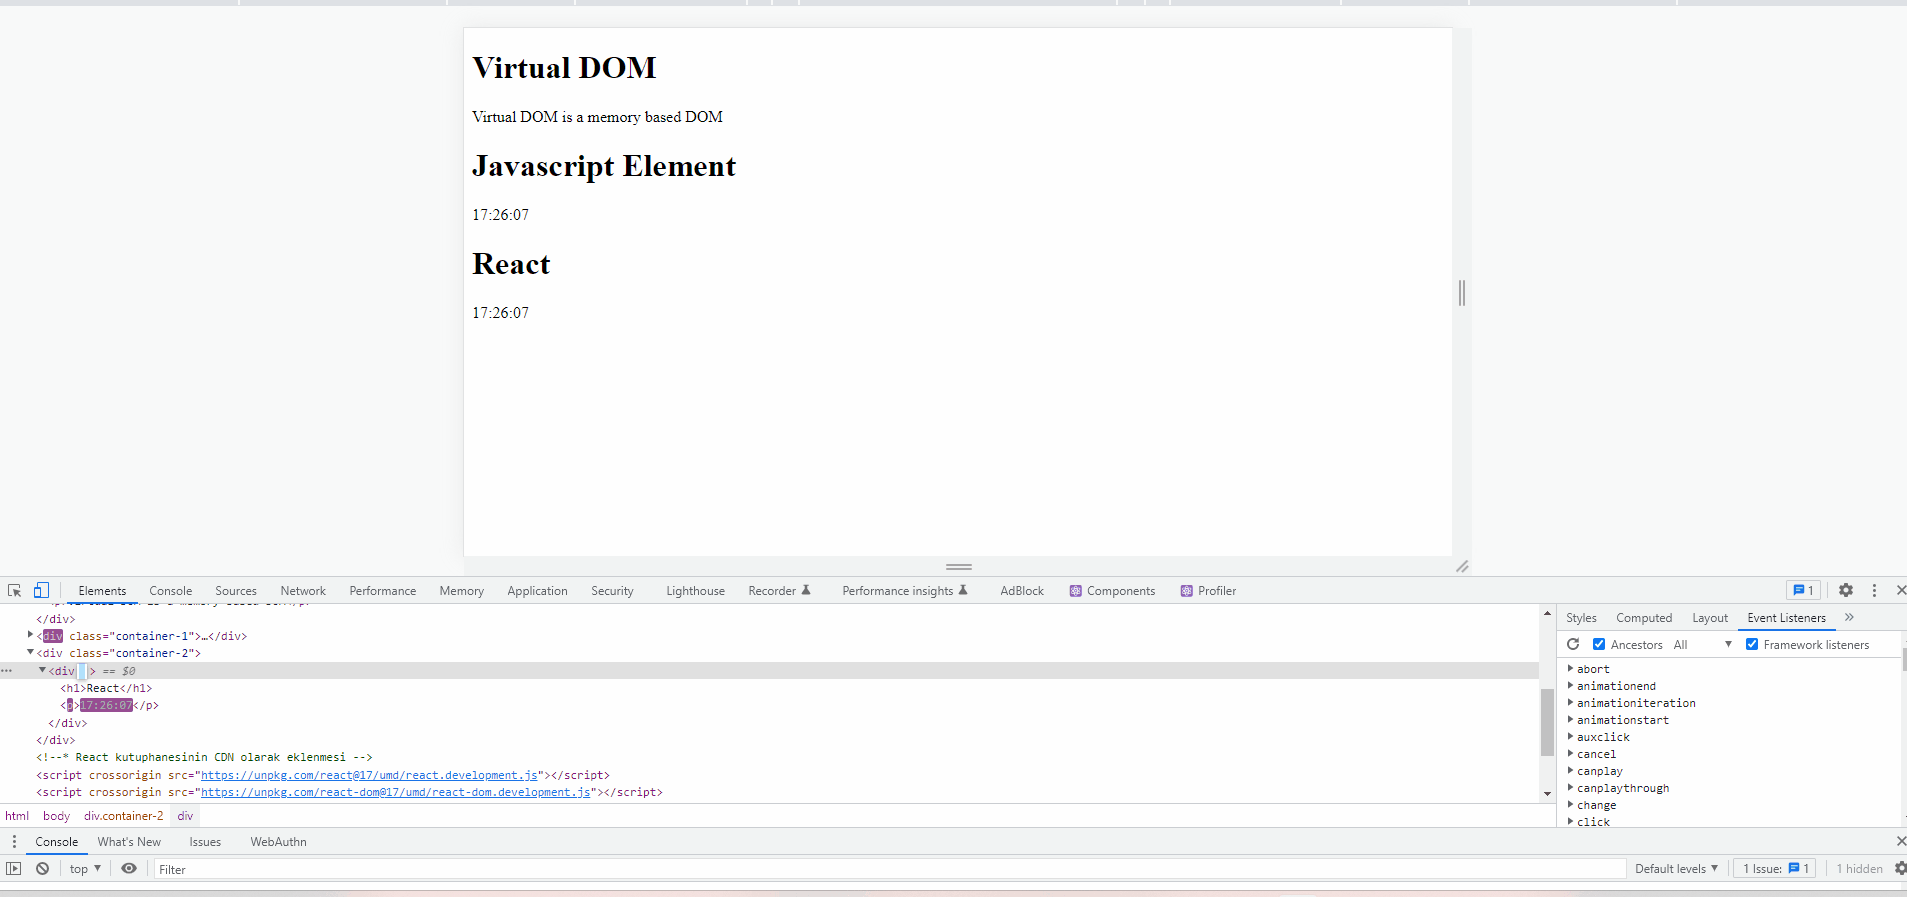 Virtual DOM
Virtual DOM is a memory based DOM
Javascript Element
17:26:07
React
17:26:07
Elements Console Sources Network Performance Memory Application Security Lighthouse Recorder Performance insights AdBlock Components Profiler 1
</div>
<div class="container-1">…</div>
<div class="container-2">
<div > == $0
<h1>React</h1>
<p>17:26:07</p>
</div>
</div>
<!--* React kutuphanesinin CDN olarak eklenmesi -->
<script crossorigin src="https://unpkg.com/react@17/umd/react.development.js"></script>
<script crossorigin src="https://unpkg.com/react-dom@17/umd/react-dom.development.js"></script>
html body div.container-2 div
Styles Computed Layout Event Listeners »
Ancestors All Framework listeners
abort
animationend
animationiteration
animationstart
auxclick
cancel
canplay
canplaythrough
change
click
Console What's New Issues WebAuthn
top Filter Default levels 1 Issue: 1 1 hidden